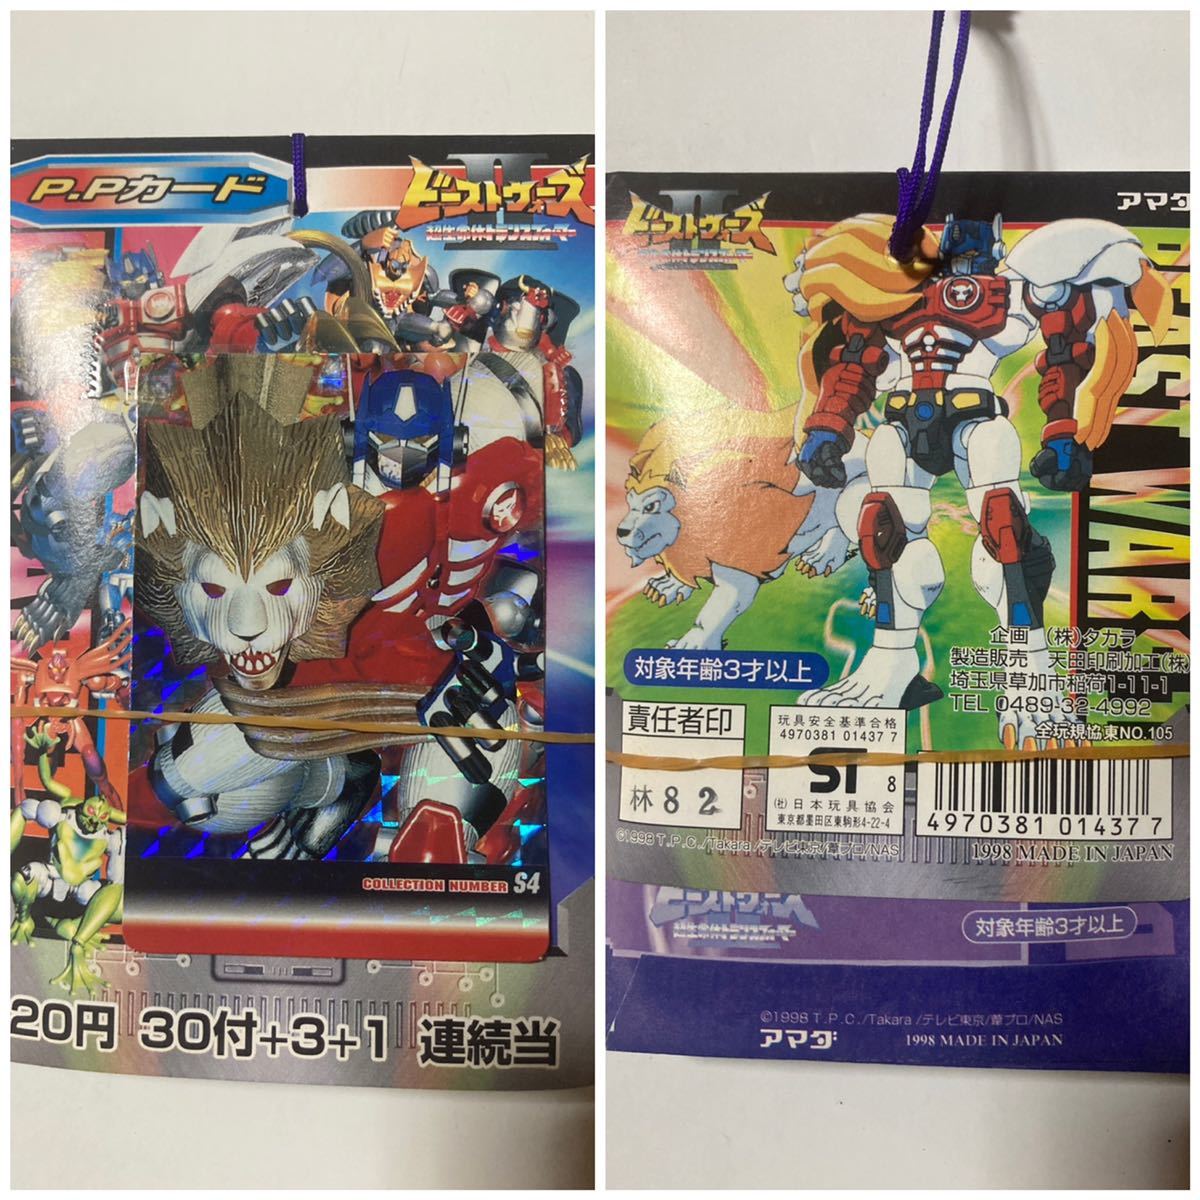 P.Pカード
ビーストウォーズ
II
超生命体トランスフォーマー
COLLECTION NUMBER S4
20円 30付+3+1 連続当
ビーストウォーズ
II
アマダ
BEAST WAR
対象年齢3才以上
企画 (株)タカラ
製造販売 天田印刷加工(株)
埼玉県草加市稲荷1-11-1
TEL 0489-32-4992
全玩規協東NO.105
責任者印
林 8 2
玩具安全基準合格
4970381 01437 7
ST 8
(社)日本玩具協会
東京都墨田区東駒形4-22-4
4970381 014377
©1998 T.P.C./Takara/テレビ東京/葦プロ/NAS
1998 MADE IN JAPAN
ビーストウォーズ
超生命体トランスフォーマー
対象年齢3才以上
©1998 T.P.C./Takara/テレビ東京/葦プロ/NAS
アマダ 1998 MADE IN JAPAN